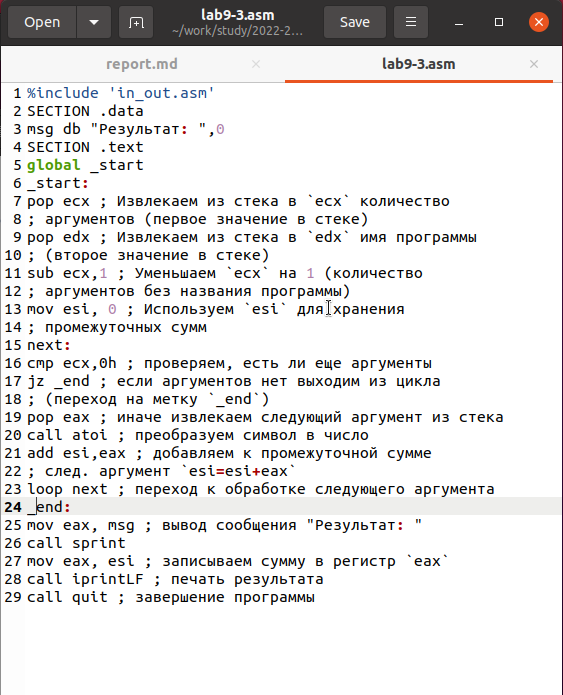 Open
lab9-3.asm
~/work/study/2022-2...
Save
report.md
lab9-3.asm
1 %include 'in_out.asm'
2 SECTION .data
3 msg db "Результат: ",0
4 SECTION .text
5 global _start
6 _start:
7 pop ecx ; Извлекаем из стека в `ecx` количество
8 ; аргументов (первое значение в стеке)
9 pop edx ; Извлекаем из стека в `edx` имя программы
10 ; (второе значение в стеке)
11 sub ecx,1 ; Уменьшаем `ecx` на 1 (количество
12 ; аргументов без названия программы)
13 mov esi, 0 ; Используем `esi` для хранения
14 ; промежуточных сумм
15 next:
16 cmp ecx,0h ; проверяем, есть ли еще аргументы
17 jz _end ; если аргументов нет выходим из цикла
18 ; (переход на метку `_end`)
19 pop eax ; иначе извлекаем следующий аргумент из стека
20 call atoi ; преобразуем символ в число
21 add esi,eax ; добавляем к промежуточной сумме
22 ; след. аргумент `esi=esi+eax`
23 loop next ; переход к обработке следующего аргумента
24 _end:
25 mov eax, msg ; вывод сообщения "Результат: "
26 call sprint
27 mov eax, esi ; записываем сумму в регистр `eax`
28 call iprintLF ; печать результата
29 call quit ; завершение программы